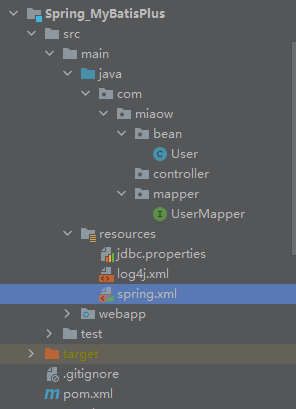 Spring_MyBatisPlus
src
main
java
com
miaow
bean
User
controller
mapper
UserMapper
resources
jdbc.properties
log4j.xml
spring.xml
webapp
test
target
.gitignore
pom.xml